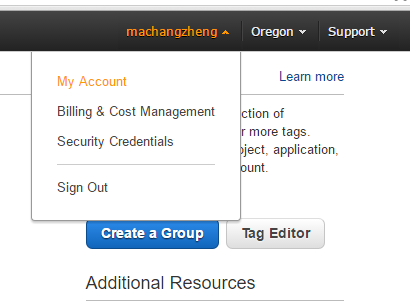 machangzheng Oregon Support
My Account
Learn more
Billing & Cost Management
ction of
Security Credentials
r more tags.
ject, application,
ount.
Sign Out
Create a Group Tag Editor
Additional Resources